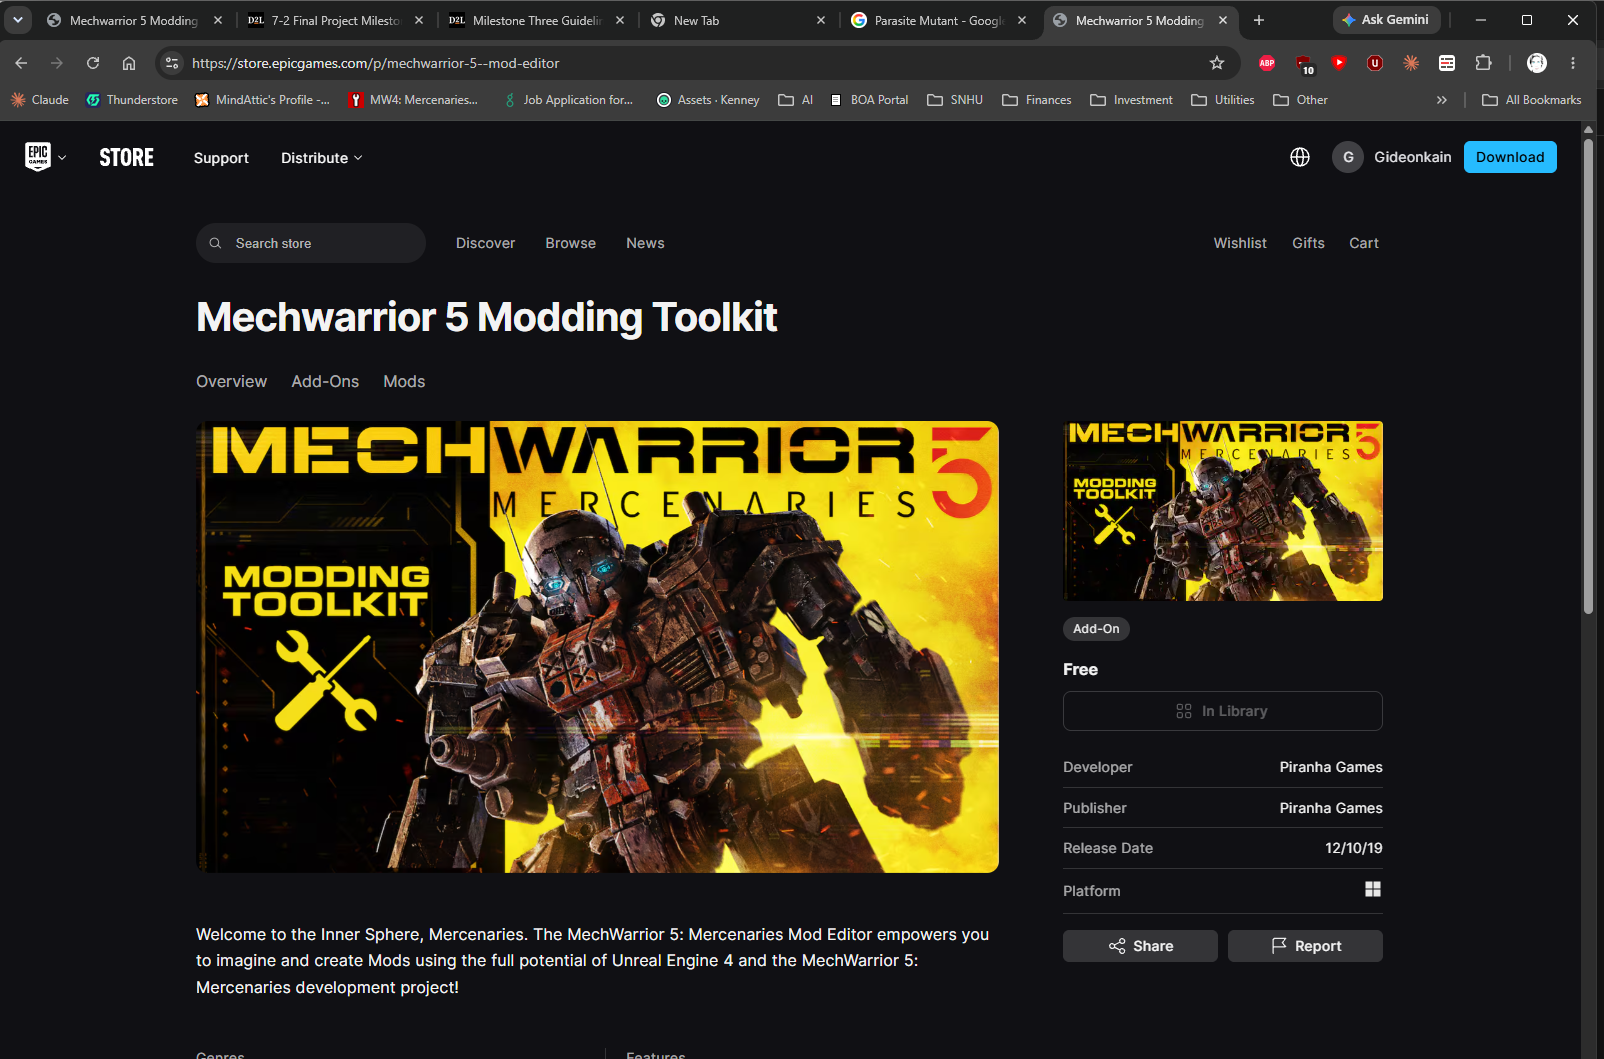 Mechwarrior 5 Modding
7-2 Final Project Milesto
Milestone Three Guidelin
New Tab
Parasite Mutant - Google
Mechwarrior 5 Modding
Ask Gemini
https://store.epicgames.com/p/mechwarrior-5--mod-editor
ABP
10
Claude
Thunderstore
MindAttic's Profile -...
MW4: Mercenaries...
Job Application for...
Assets · Kenney
AI
BOA Portal
SNHU
Finances
Investment
Utilities
Other
»
All Bookmarks
EPIC
GAMES
STORE
Support
Distribute
G
Gideonkain
Download
Search store
Discover
Browse
News
Wishlist
Gifts
Cart
Mechwarrior 5 Modding Toolkit
Overview
Add-Ons
Mods
MECHWARRIOR 5
MERCENARIES
MODDING
TOOLKIT
MECHWARRIOR 5
MERCENARIES
MODDING
TOOLKIT
Add-On
Free
In Library
Developer
Piranha Games
Publisher
Piranha Games
Release Date
12/10/19
Platform
Share
Report
Welcome to the Inner Sphere, Mercenaries. The MechWarrior 5: Mercenaries Mod Editor empowers you
to imagine and create Mods using the full potential of Unreal Engine 4 and the MechWarrior 5:
Mercenaries development project!
Genres
Features